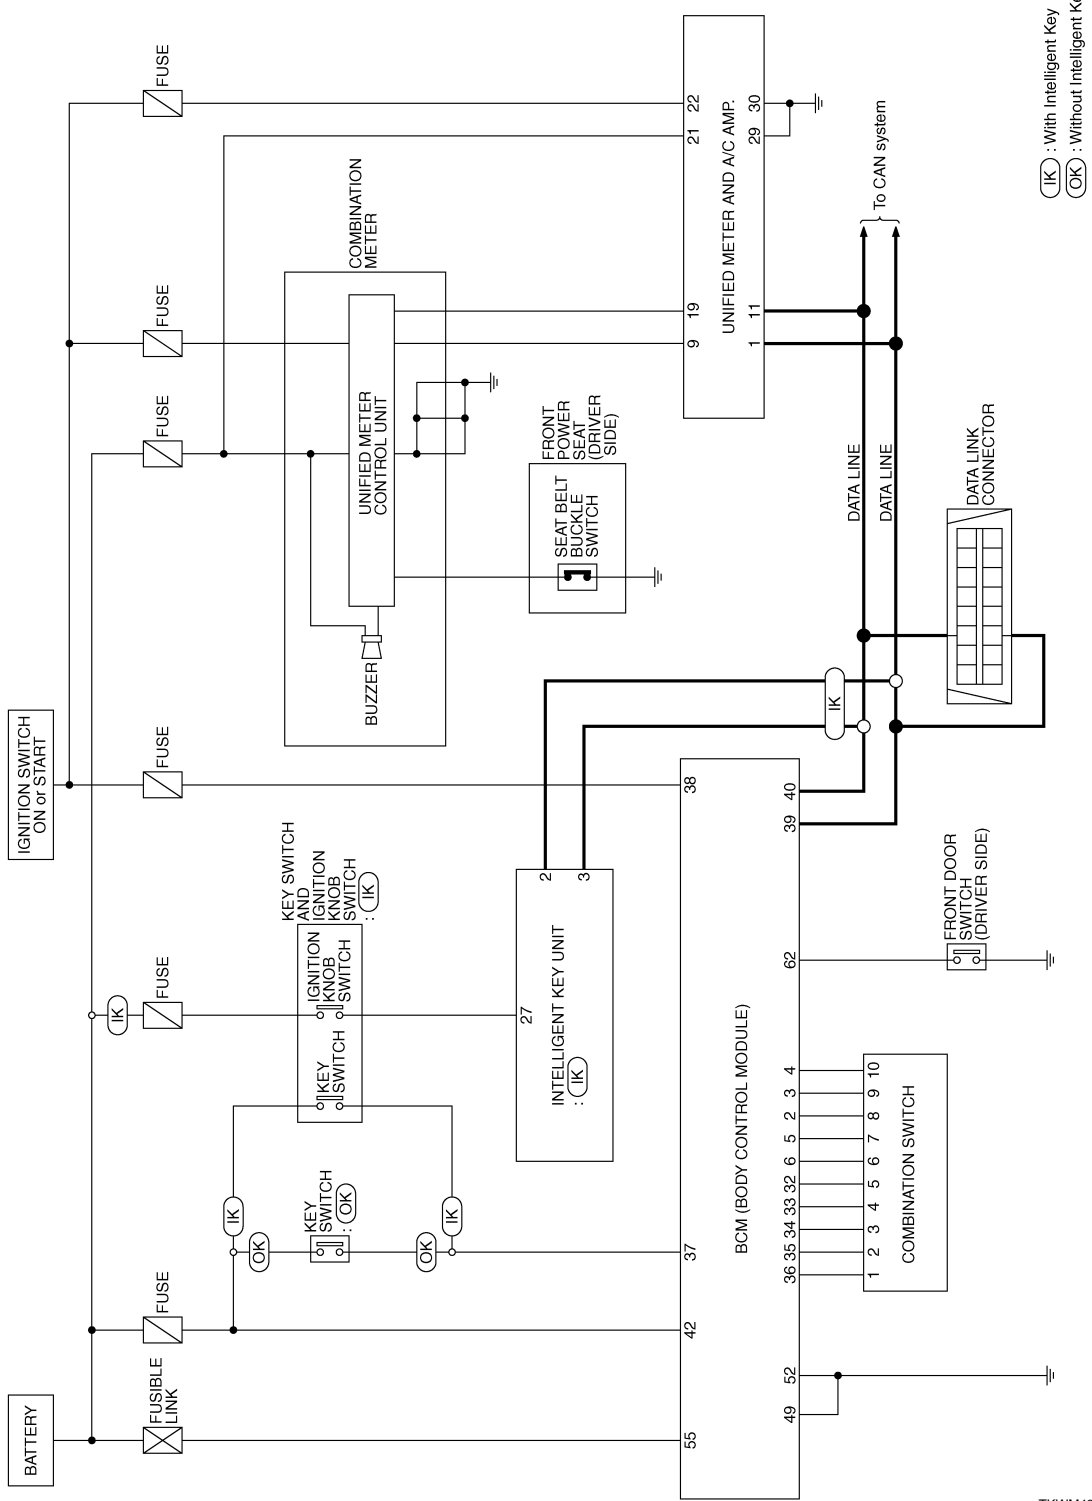 BATTERY
IGNITION SWITCH
ON or START
FUSIBLE
LINK
FUSE
FUSE
FUSE
FUSE
FUSE
FUSE
IK
IK
OK
KEY
SWITCH
: OK
OK
IK
KEY SWITCH
AND
IGNITION
KNOB
SWITCH
: IK
KEY
SWITCH
IGNITION
KNOB
SWITCH
COMBINATION
METER
UNIFIED METER
CONTROL UNIT
BUZZER
FRONT
POWER
SEAT
(DRIVER
SIDE)
SEAT BELT
BUCKLE
SWITCH
INTELLIGENT KEY UNIT
: IK
27
2
3
IK
55
42
37
38
BCM (BODY CONTROL MODULE)
49
52
36
35
34
33
32
6
5
2
3
4
62
39
40
1
2
3
4
5
6
7
8
9
10
COMBINATION SWITCH
FRONT DOOR
SWITCH
(DRIVER SIDE)
9
19
21
22
UNIFIED METER AND A/C AMP.
1
11
29
30
DATA LINE
DATA LINE
To CAN system
DATA LINK
CONNECTOR
IK : With Intelligent Key
OK : Without Intelligent